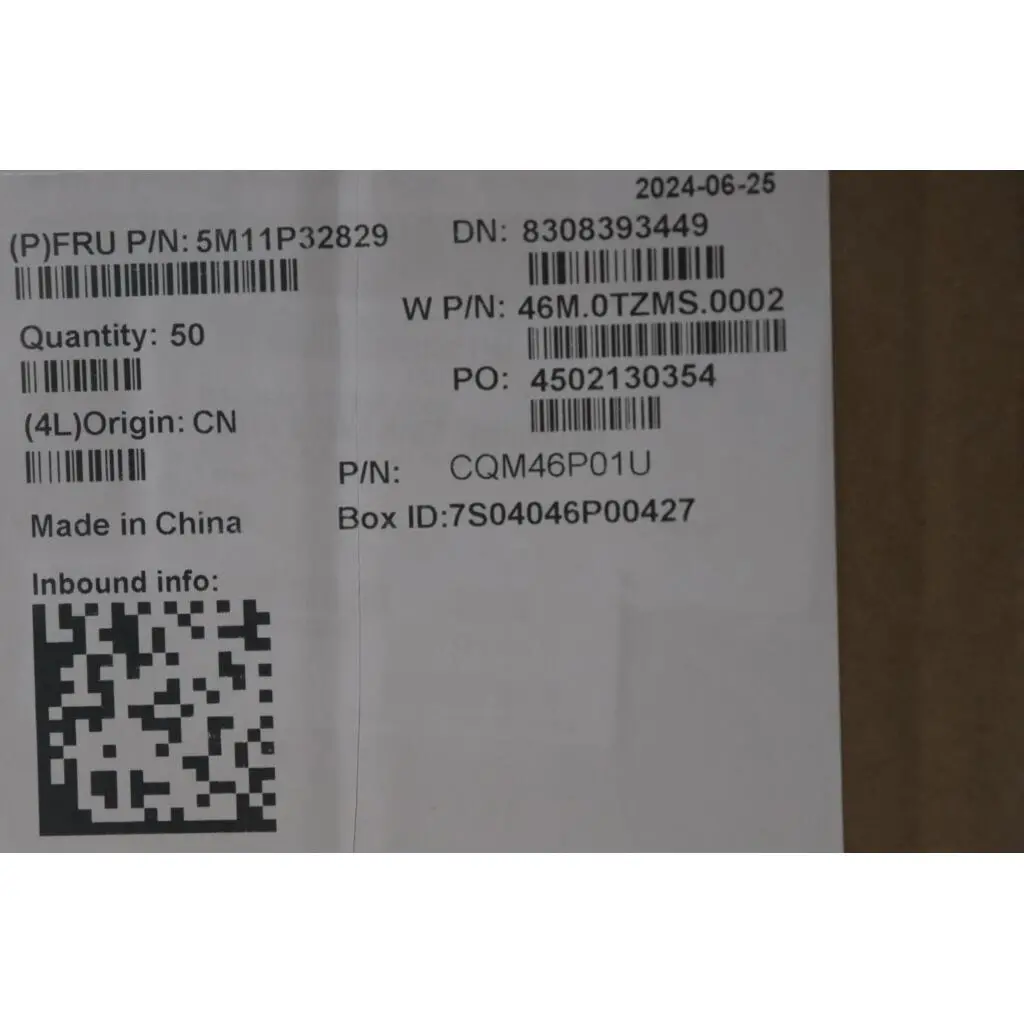 2024-06-25
(P)FRU P/N: 5M11P32829
DN: 8308393449
W P/N: 46M.0TZMS.0002
Quantity: 50
PO: 4502130354
(4L)Origin: CN
P/N: CQM46P01U
Made in China
Box ID:7S04046P00427
Inbound info: